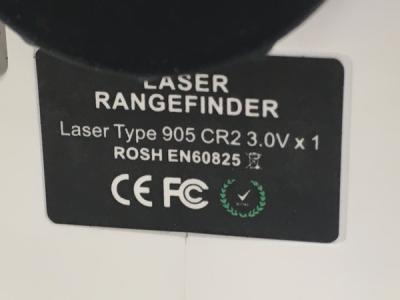 LASER
RANGEFINDER
Laser Type 905 CR2 3.0V x 1
ROSH EN60825
CE FC